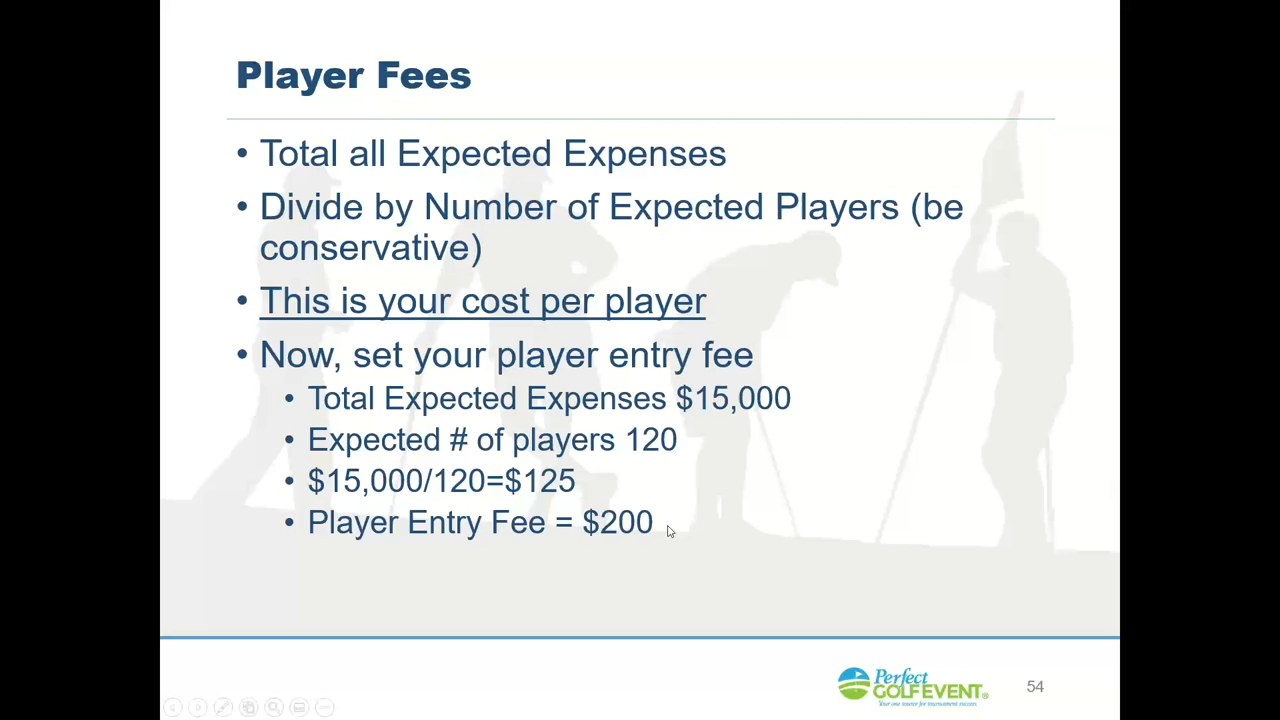 Player Fees
• Total all Expected Expenses
• Divide by Number of Expected Players (be
conservative)
• This is your cost per player
• Now, set your player entry fee
• Total Expected Expenses $15,000
• Expected # of players 120
• $15,000/120=$125
• Player Entry Fee = $200
Perfect
GOLF EVENT®
Your one source for tournament success
54